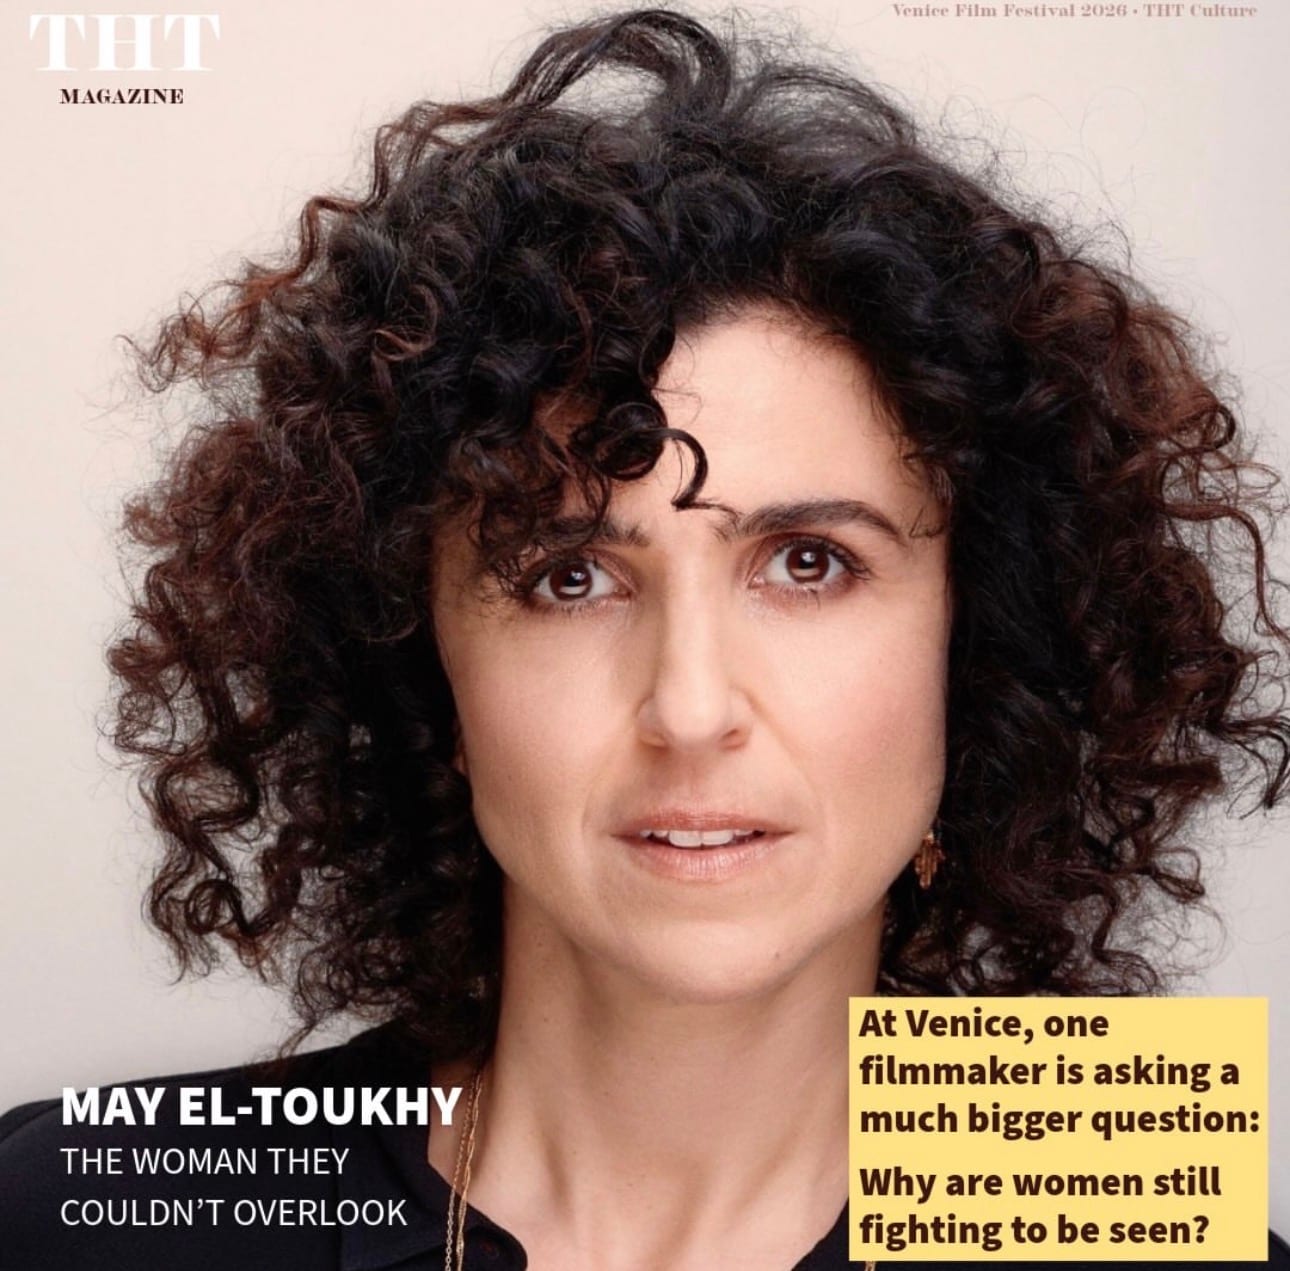 THT
MAGAZINE
Venice Film Festival 2026 • THT Culture
MAY EL-TOUKHY
THE WOMAN THEY
COULDN'T OVERLOOK
At Venice, one
filmmaker is asking a
much bigger question:
Why are women still
fighting to be seen?